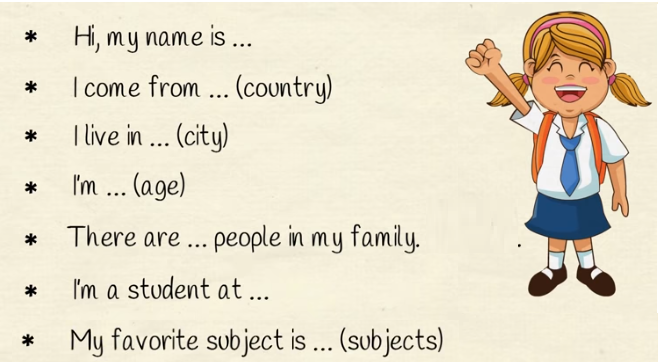 * Hi, my name is ...
* I come from ... (country)
* I live in ... (city)
* I'm ... (age)
* There are ... people in my family.
* I'm a student at ...
* My favorite subject is ... (subjects)